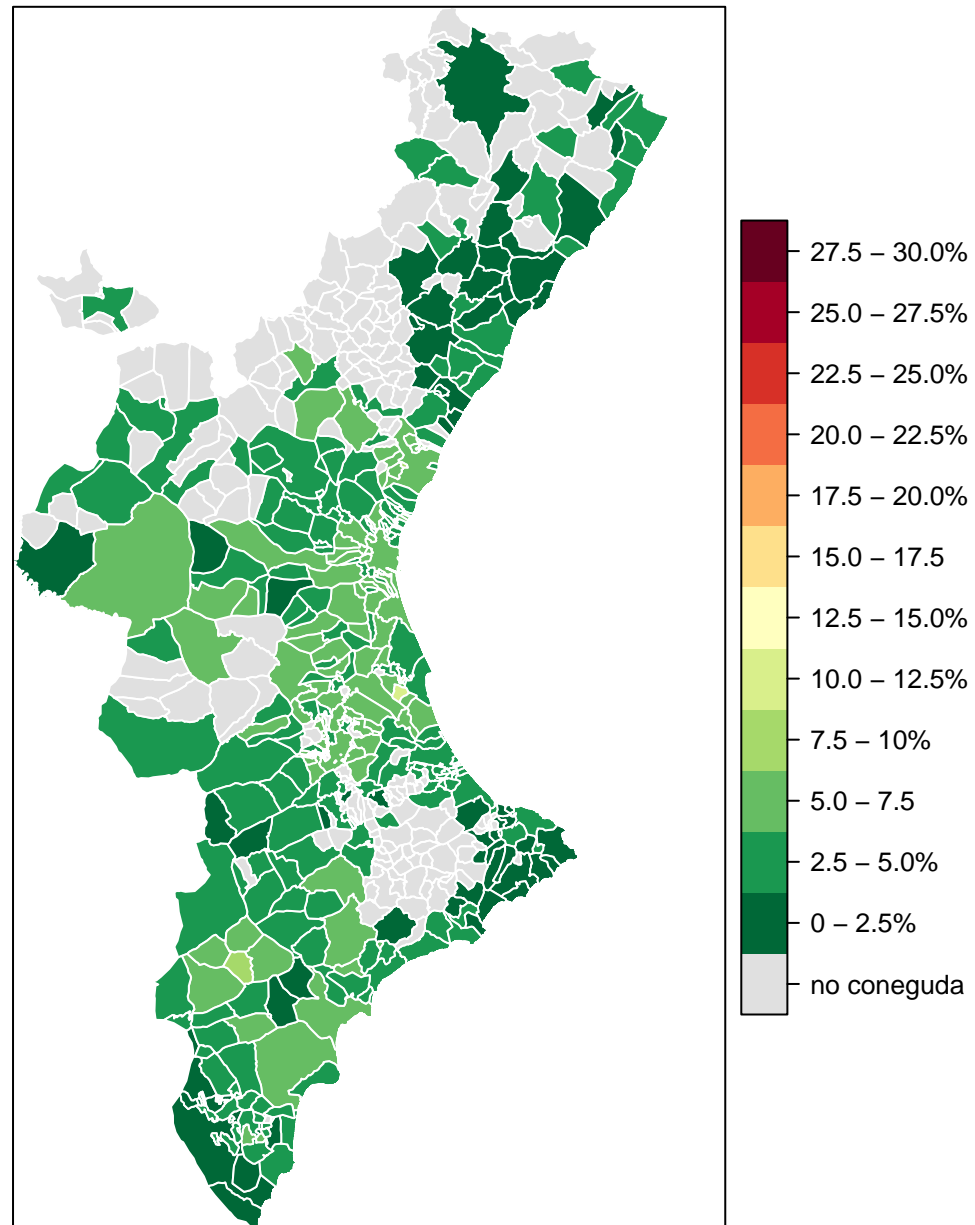 27.5 – 30.0%
25.0 – 27.5%
22.5 – 25.0%
20.0 – 22.5%
17.5 – 20.0%
15.0 – 17.5
12.5 – 15.0%
10.0 – 12.5%
7.5 – 10%
5.0 – 7.5
2.5 – 5.0%
0 – 2.5%
no coneguda